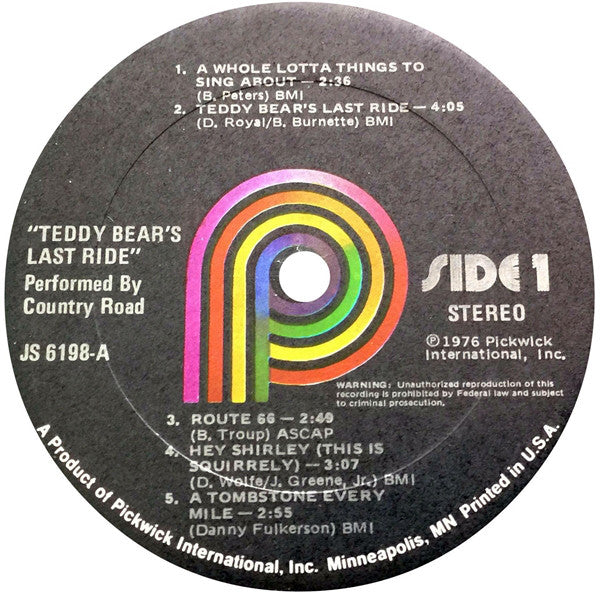 1. A WHOLE LOTTA THINGS TO
SING ABOUT — 2:36
(B. Peters) BMI
2. TEDDY BEAR'S LAST RIDE — 4:05
(D. Royal/B. Burnette) BMI
"TEDDY BEAR'S
LAST RIDE"
Performed By
Country Road
JS 6198-A
SIDE 1
STEREO
℗1976 Pickwick
International, Inc.
WARNING: Unauthorized reproduction of this
recording is prohibited by Federal law and subject
to criminal prosecution.
3. ROUTE 66 — 2:49
(B. Troup) ASCAP
4. HEY SHIRLEY (THIS IS
SQUIRRELY) — 3:07
(D. Wolfe/J. Greene, Jr.) BMI
5. A TOMBSTONE EVERY
MILE — 2:55
(Danny Fulkerson) BMI
A Product of Pickwick International, Inc. Minneapolis, MN Printed in U.S.A.